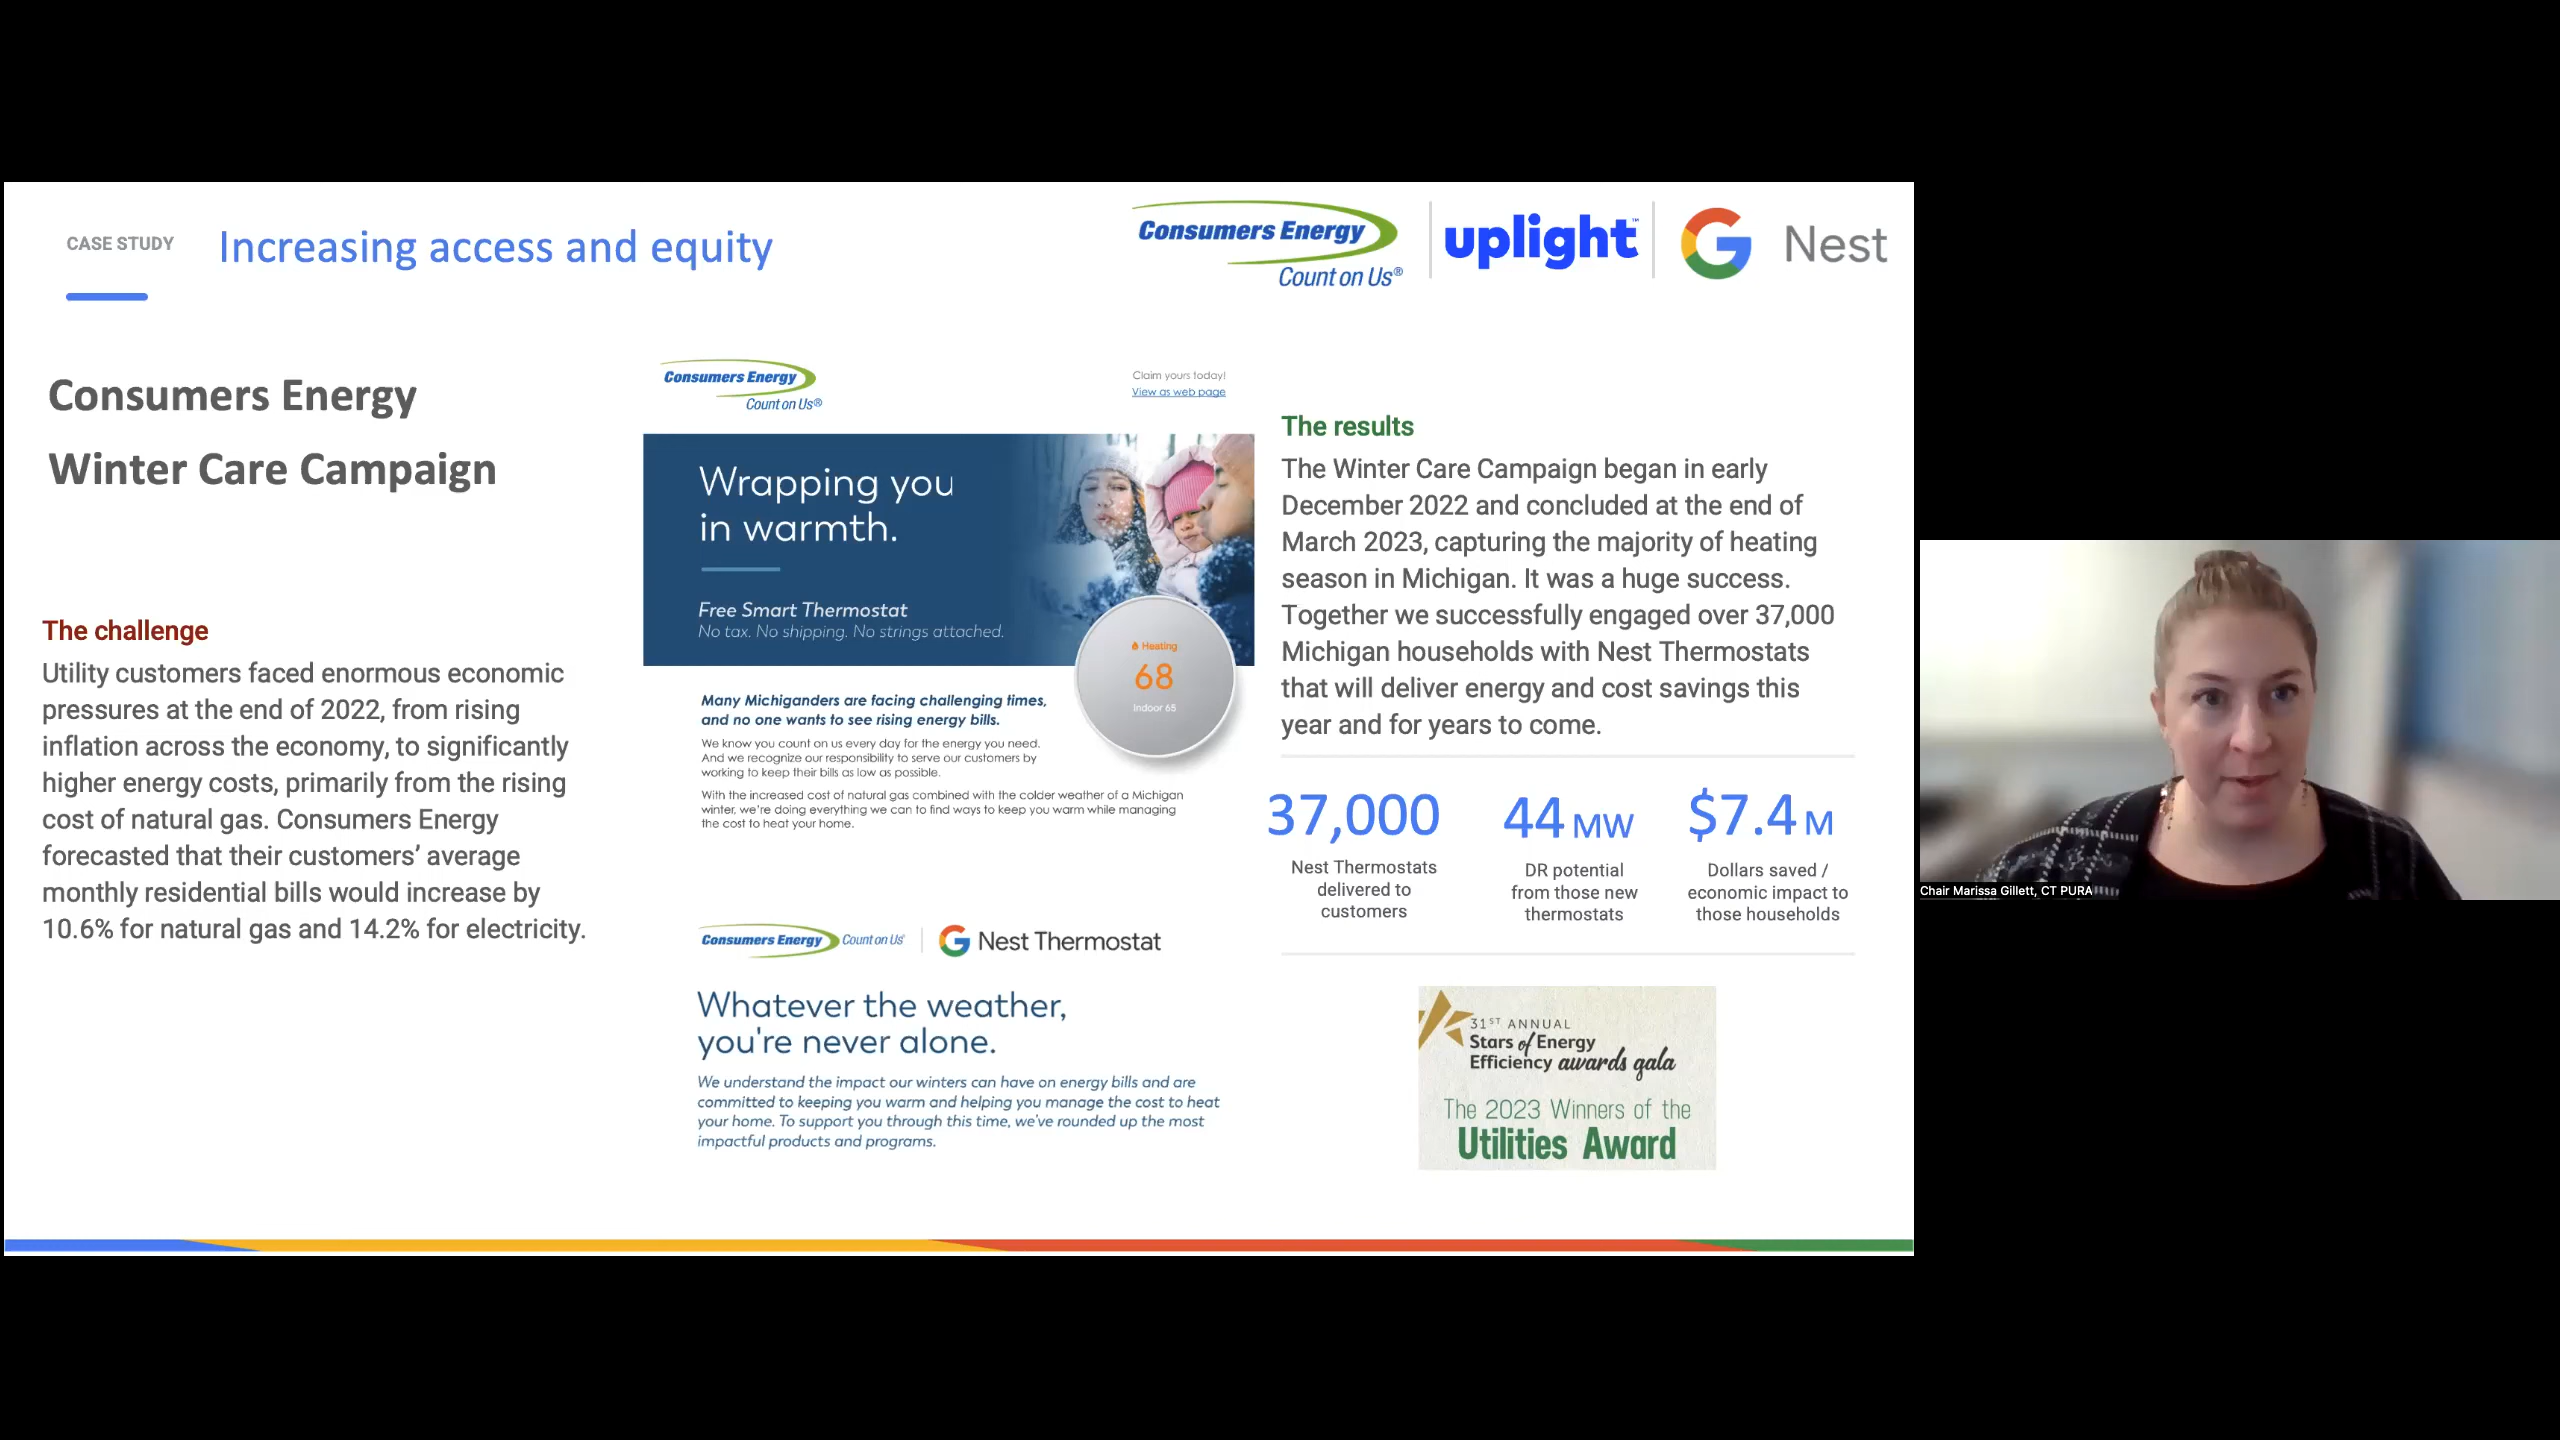 CASE STUDY
Increasing access and equity
Consumers Energy
Count on Us®
uplight™
Nest
Consumers Energy
Winter Care Campaign
The challenge
Utility customers faced enormous economic
pressures at the end of 2022, from rising
inflation across the economy, to significantly
higher energy costs, primarily from the rising
cost of natural gas. Consumers Energy
forecasted that their customers’ average
monthly residential bills would increase by
10.6% for natural gas and 14.2% for electricity.
Consumers Energy
Count on Us®
Claim yours today!
View as web page
Wrapping you
in warmth.
Free Smart Thermostat
No tax. No shipping. No strings attached.
Heating
68
Indoor 65
Many Michiganders are facing challenging times,
and no one wants to see rising energy bills.
We know you count on us every day for the energy you need.
And we recognize our responsibility to serve our customers by
working to keep their bills as low as possible.
With the increased cost of natural gas combined with the colder weather of a Michigan
winter, we’re doing everything we can to find ways to keep you warm while managing
the cost to heat your home.
Consumers Energy Count on Us®
Nest Thermostat
Whatever the weather,
you're never alone.
We understand the impact our winters can have on energy bills and are
committed to keeping you warm and helping you manage the cost to heat
your home. To support you through this time, we’ve rounded up the most
impactful products and programs.
The results
The Winter Care Campaign began in early
December 2022 and concluded at the end of
March 2023, capturing the majority of heating
season in Michigan. It was a huge success.
Together we successfully engaged over 37,000
Michigan households with Nest Thermostats
that will deliver energy and cost savings this
year and for years to come.
37,000
Nest Thermostats
delivered to
customers
44 MW
DR potential
from those new
thermostats
$7.4 M
Dollars saved /
economic impact to
those households
31ST ANNUAL
Stars of Energy
Efficiency awards gala
The 2023 Winners of the
Utilities Award
Chair Marissa Gillett, CT PURA